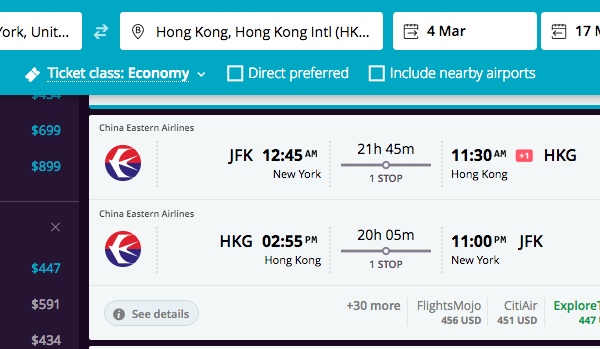 York, Unit...
B
Hong Kong, Hong Kong Intl (HK...
4 Mar
17 M
Ticket class: Economy
Direct preferred
Include nearby airports
$699
$899
$447
$591
$434
China Eastern Airlines
JFK 12:45 AM
New York
21h 45m
1 STOP
11:30 AM +1 HKG
Hong Kong
China Eastern Airlines
HKG 02:55 PM
Hong Kong
20h 05m
1 STOP
11:00 PM JFK
New York
i See details
+30 more
FlightsMojo
456 USD
CitiAir
451 USD
ExploreT
447